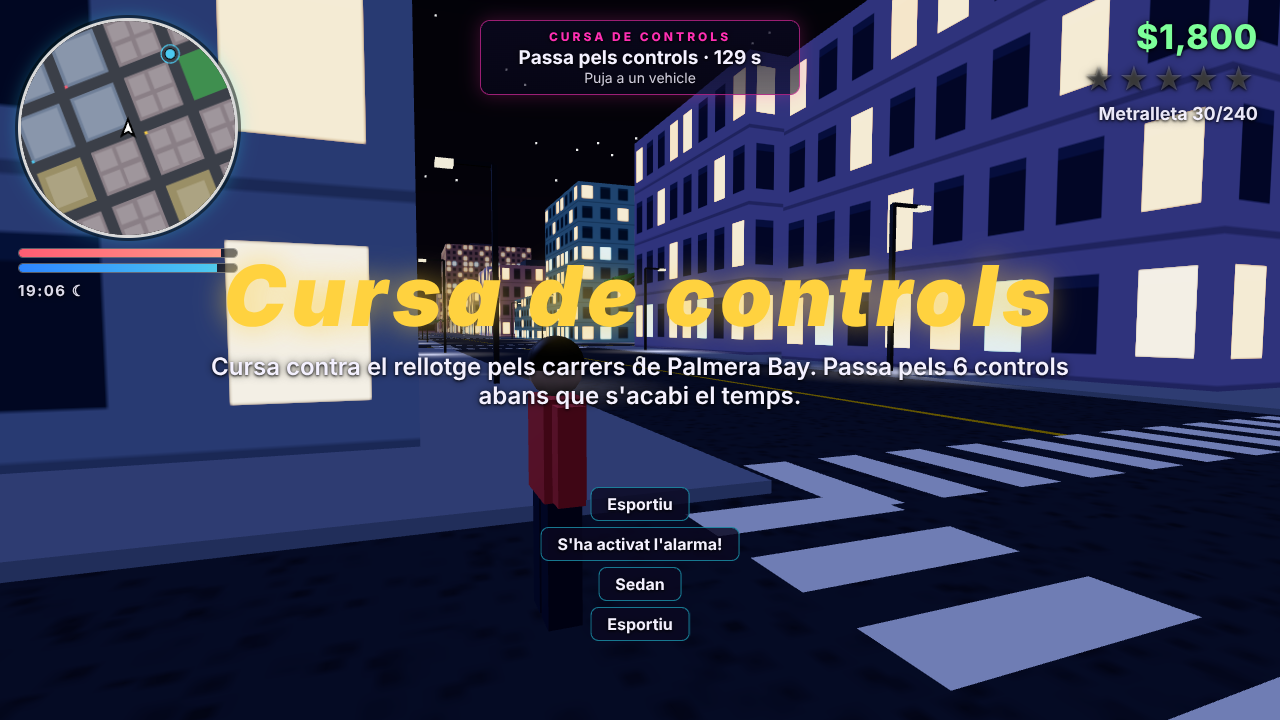 CURSA DE CONTROLS
Passa pels controls · 129 s
Puja a un vehicle
$1,800
★★★★★
Metralleta 30/240
19:06 ☾
Cursa de controls
Cursa contra el rellotge pels carrers de Palmera Bay. Passa pels 6 controls
abans que s'acabi el temps.
Esportiu
S'ha activat l'alarma!
Sedan
Esportiu